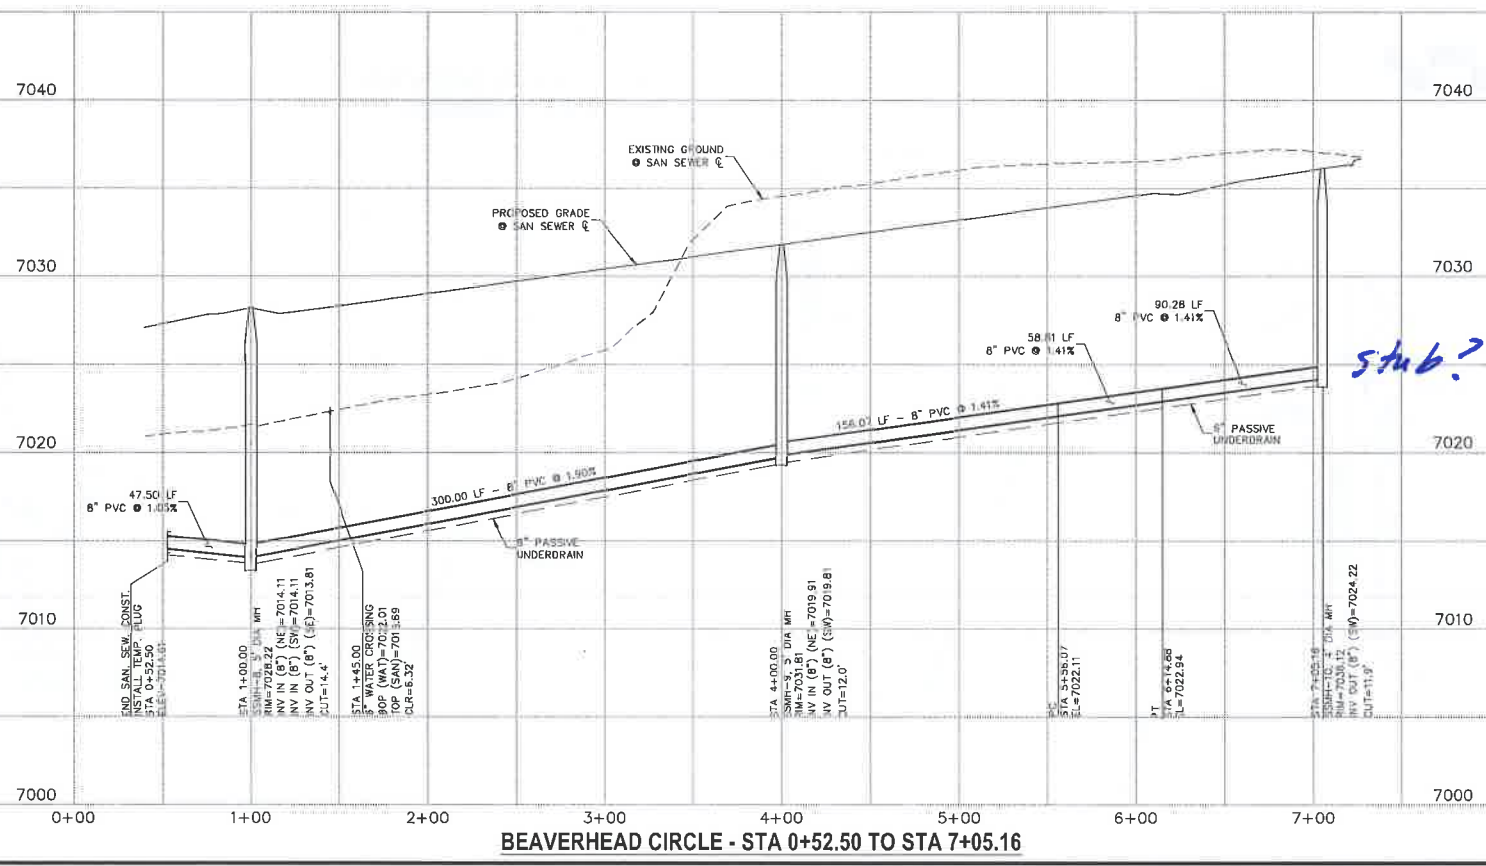 7040
7040
EXISTING GROUND
@ SAN SEWER ℄
PROPOSED GRADE
@ SAN SEWER ℄
7030
7030
90.28 LF
8" PVC @ 1.41%
58.81 LF
8" PVC @ 1.41%
stub?
156.07 LF - 8" PVC @ 1.41%
7020
7020
8" PASSIVE
UNDERDRAIN
300.00 LF - 8" PVC @ 1.90%
47.50 LF
8" PVC @ 1.05%
8" PASSIVE
UNDERDRAIN
7010
7010
END SAN. SEW. CONST.
INSTALL TEMP. PLUG
STA 0+52.50
ELEV=7014.61
STA 1+00.00
SSMH-8, 5' DIA MH
RIM=7028.22
INV IN (8") (NE)=7014.11
INV IN (8") (SW)=7014.11
INV OUT (8") (SE)=7013.81
CUT=14.4'
STA 1+45.00
WATER CROSSING
BOP (WAT)=7022.01
TOP (SAN)=7015.69
CLR=6.32'
STA 4+00.00
SSMH-9, 5' DIA MH
RIM=7031.81
INV IN (8") (NE)=7019.91
INV OUT (8") (SW)=7019.81
CUT=12.0'
PC
STA 5+56.07
EL=7022.11
PT
STA 6+14.88
EL=7022.94
STA 7+05.16
SSMH-10, 4' DIA MH
RIM=7036.12
INV OUT (8") (SW)=7024.22
CUT=11.9'
7000
7000
0+00
1+00
2+00
3+00
4+00
5+00
6+00
7+00
BEAVERHEAD CIRCLE - STA 0+52.50 TO STA 7+05.16